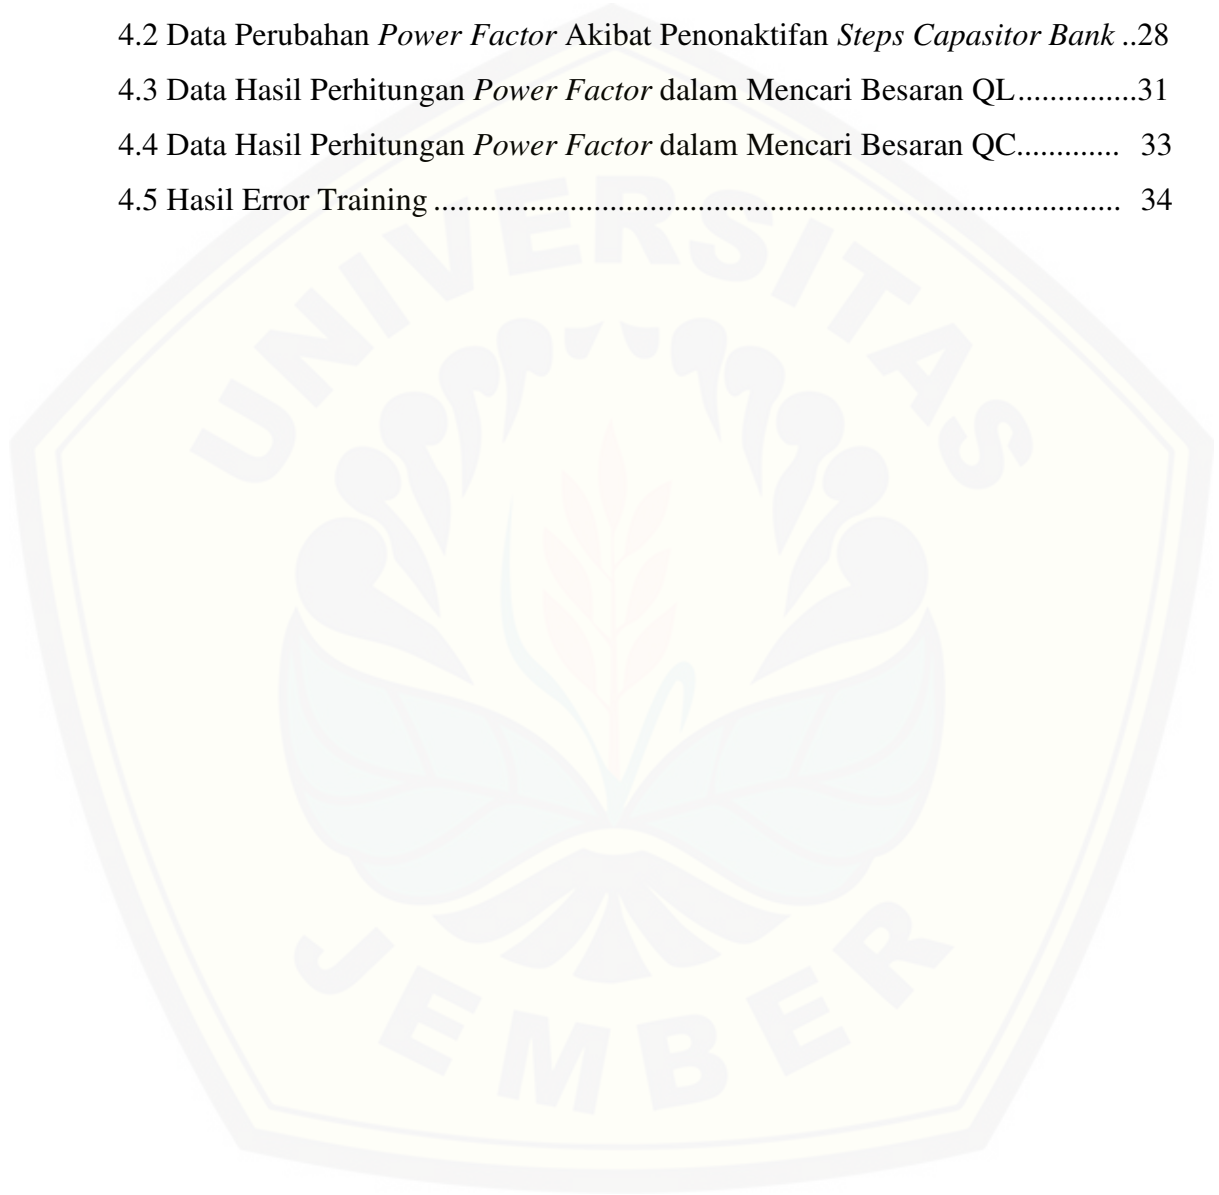 4.2 Data Perubahan Power Factor Akibat Penonaktifan Steps Capasitor Bank ..28
4.3 Data Hasil Perhitungan Power Factor dalam Mencari Besaran QL...............31
4.4 Data Hasil Perhitungan Power Factor dalam Mencari Besaran QC............. 33
4.5 Hasil Error Training ...................................................................................... 34
UNIVERSITAS
JEMBER